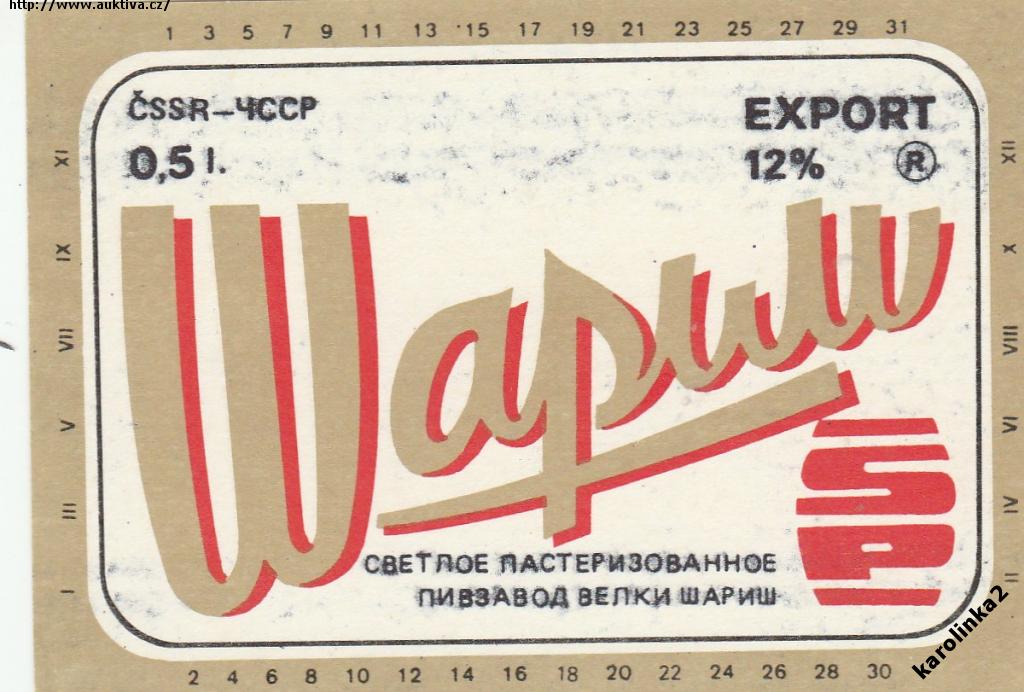 http://www.auktiva.cz/
1 3 5 7 9 11 13 15 17 19 21 23 25 27 29 31
ČSSR–ЧССР
EXPORT
0,5 l.
12% ®
XI
IX
VII
V
III
I
Шариш
XII
X
VIII
VI
IV
II
SP
СВЕТЛОЕ ПАСТЕРИЗОВАННОЕ
ПИВЗАВОД ВЕЛКИ ШАРИШ
karolinka2
2 4 6 8 10 12 14 16 18 20 22 24 26 28 30